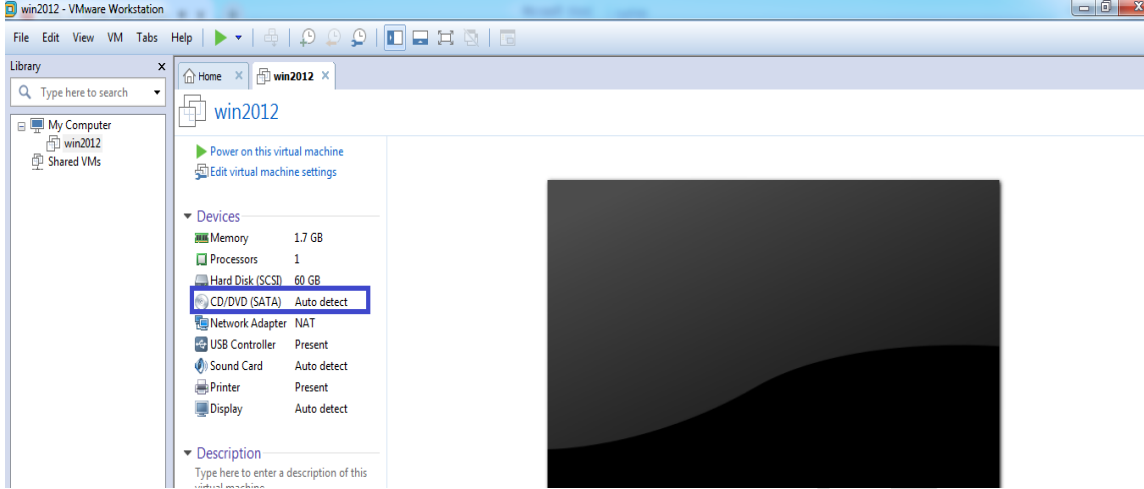 win2012 - VMware Workstation
File Edit View VM Tabs Help
Library x
Type here to search
My Computer
win2012
Shared VMs
Home x win2012 x
win2012
Power on this virtual machine
Edit virtual machine settings
Devices
Memory 1.7 GB
Processors 1
Hard Disk (SCSI) 60 GB
CD/DVD (SATA) Auto detect
Network Adapter NAT
USB Controller Present
Sound Card Auto detect
Printer Present
Display Auto detect
Description
Type here to enter a description of this
virtual machine